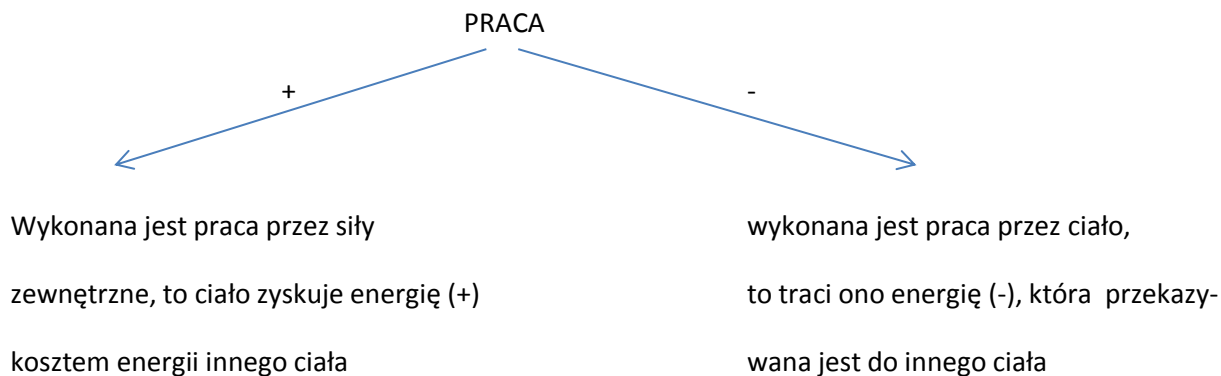 PRACA
+
-
Wykonana jest praca przez siły
zewnętrzne, to ciało zyskuje energię (+)
kosztem energii innego ciała
wykonana jest praca przez ciało,
to traci ono energię (-), która przekazy-
wana jest do innego ciała